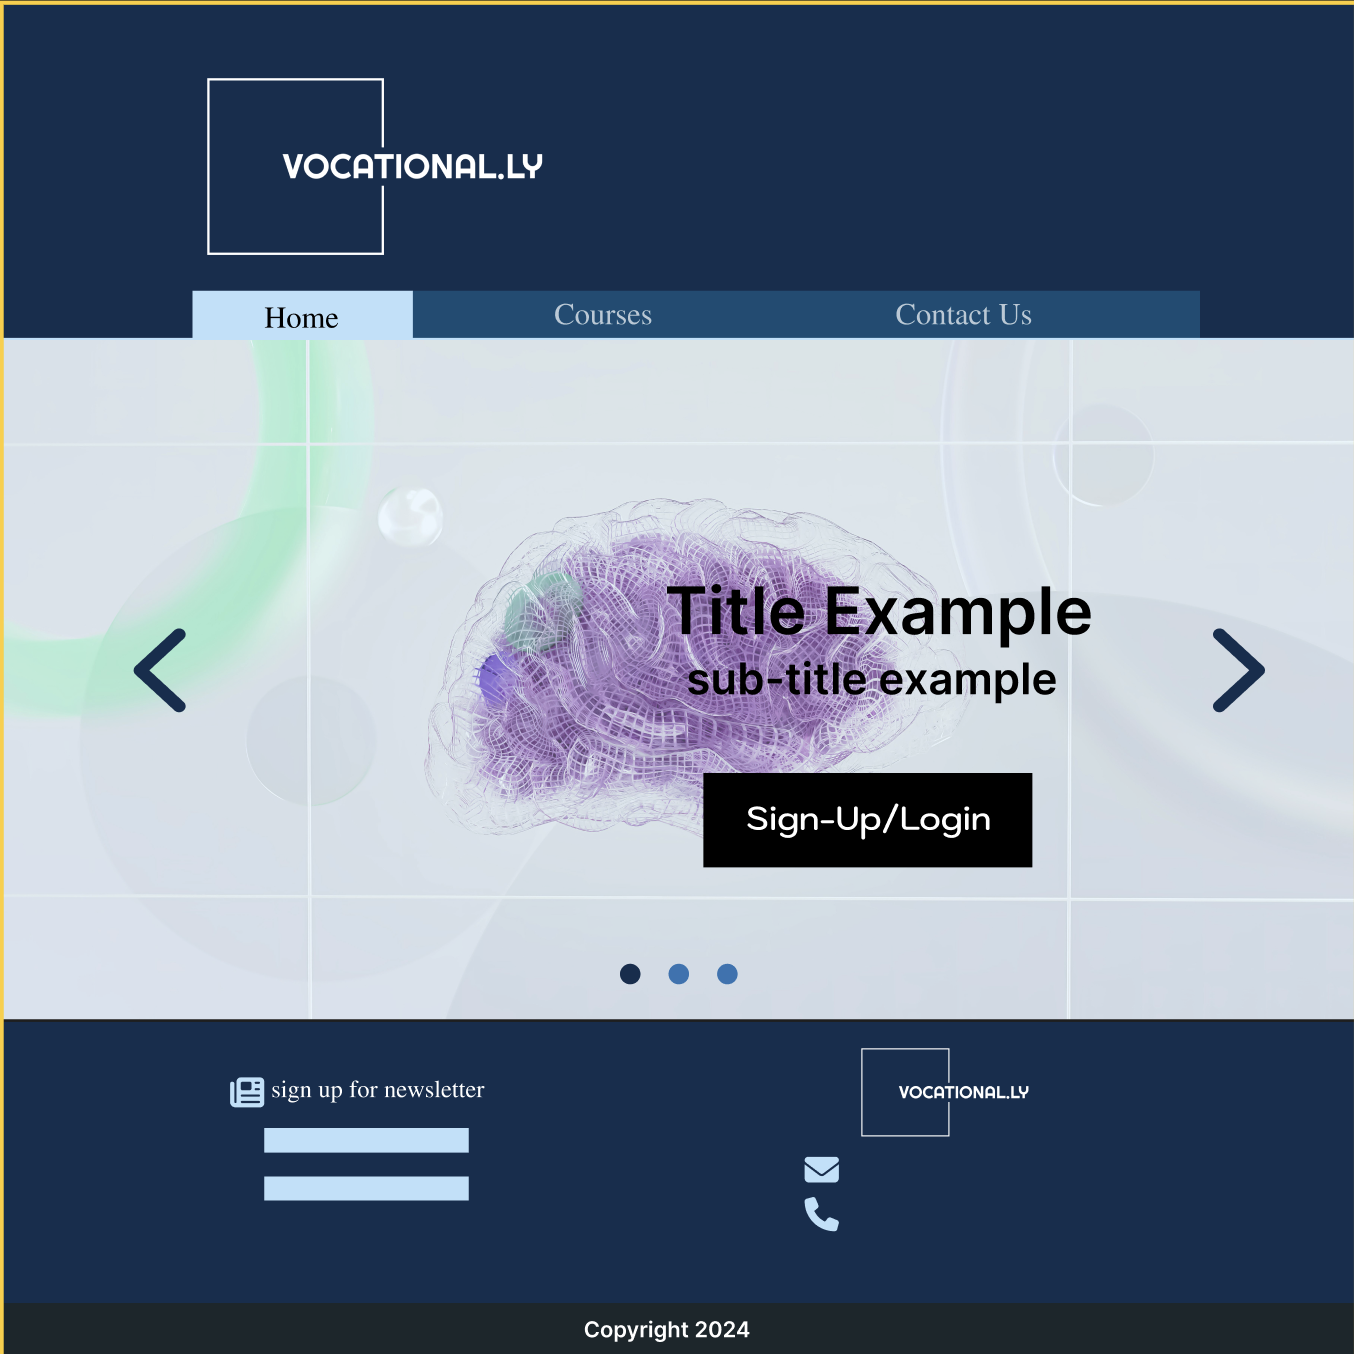 VOCATIONAL.LY
Home
Courses
Contact Us
Title Example
sub-title example
Sign-Up/Login
sign up for newsletter
VOCATIONAL.LY
Copyright 2024